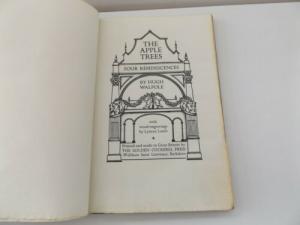 THE
APPLE
TREES
FOUR REMINISCENCES
BY HUGH
WALPOLE
with
wood-engravings
by Lynton Lamb
Printed and made in Great Britain by
THE GOLDEN COCKEREL PRESS
Waltham Saint Lawrence, Berkshire